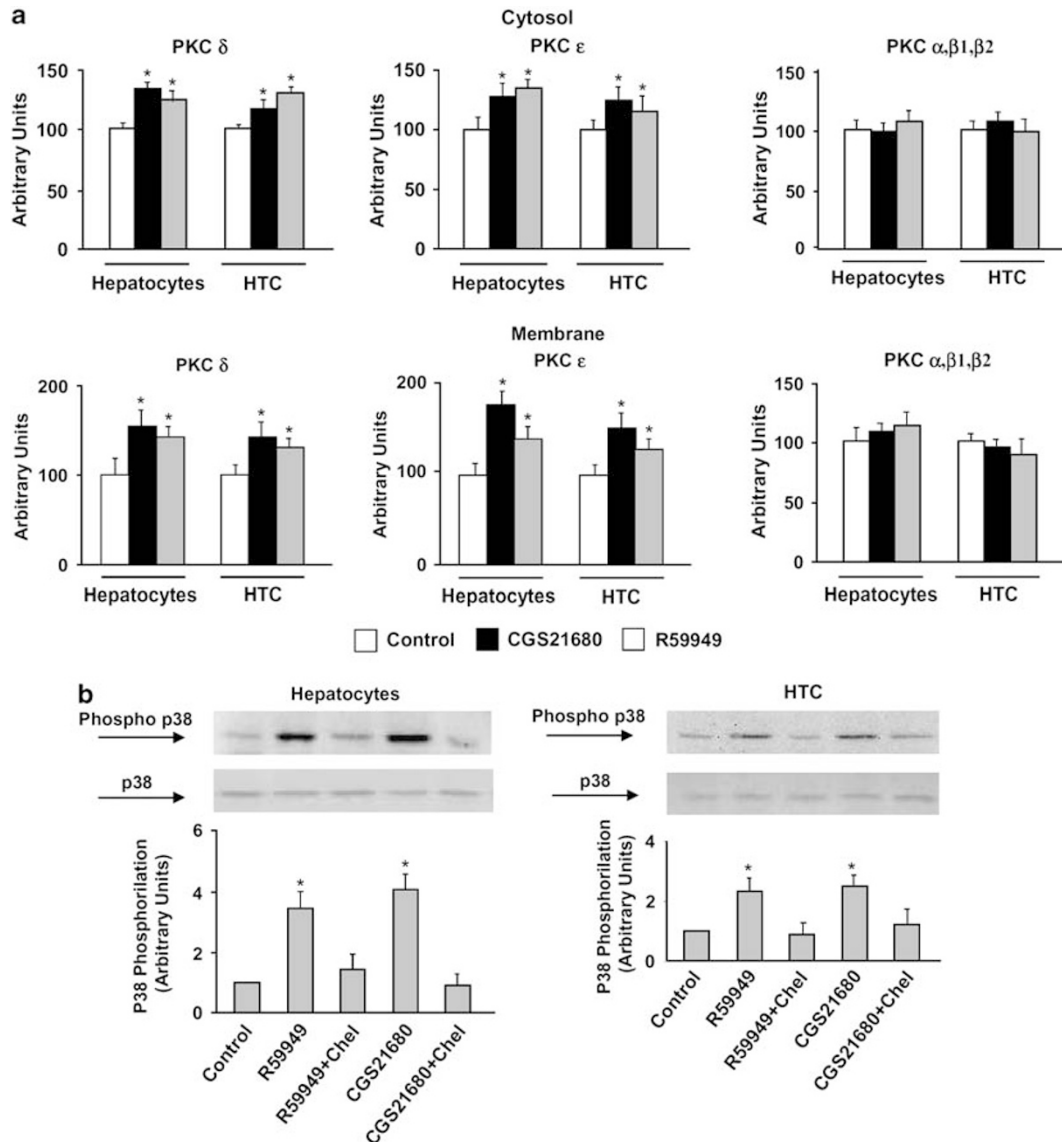 a
Cytosol
PKC δ
PKC ε
PKC α,β1,β2
Arbitrary Units
150
100
50
0
Hepatocytes
HTC
Arbitrary Units
150
100
50
0
Hepatocytes
HTC
Arbitrary Units
150
100
50
0
Hepatocytes
HTC
Membrane
PKC δ
PKC ε
PKC α,β1,β2
Arbitrary Units
200
100
0
Hepatocytes
HTC
Arbitrary Units
200
100
0
Hepatocytes
HTC
Arbitrary Units
150
100
50
0
Hepatocytes
HTC
Control CGS21680 R59949
b
Hepatocytes
Phospho p38
p38
P38 Phosphorilation
(Arbitrary Units)
6
4
2
0
* *
Control
R59949
R59949+Chel
CGS21680
CGS21680+Chel
HTC
Phospho p38
p38
P38 Phosphorilation
(Arbitrary Units)
4
2
0
* *
Control
R59949
R59949+Chel
CGS21680
CGS21680+Chel